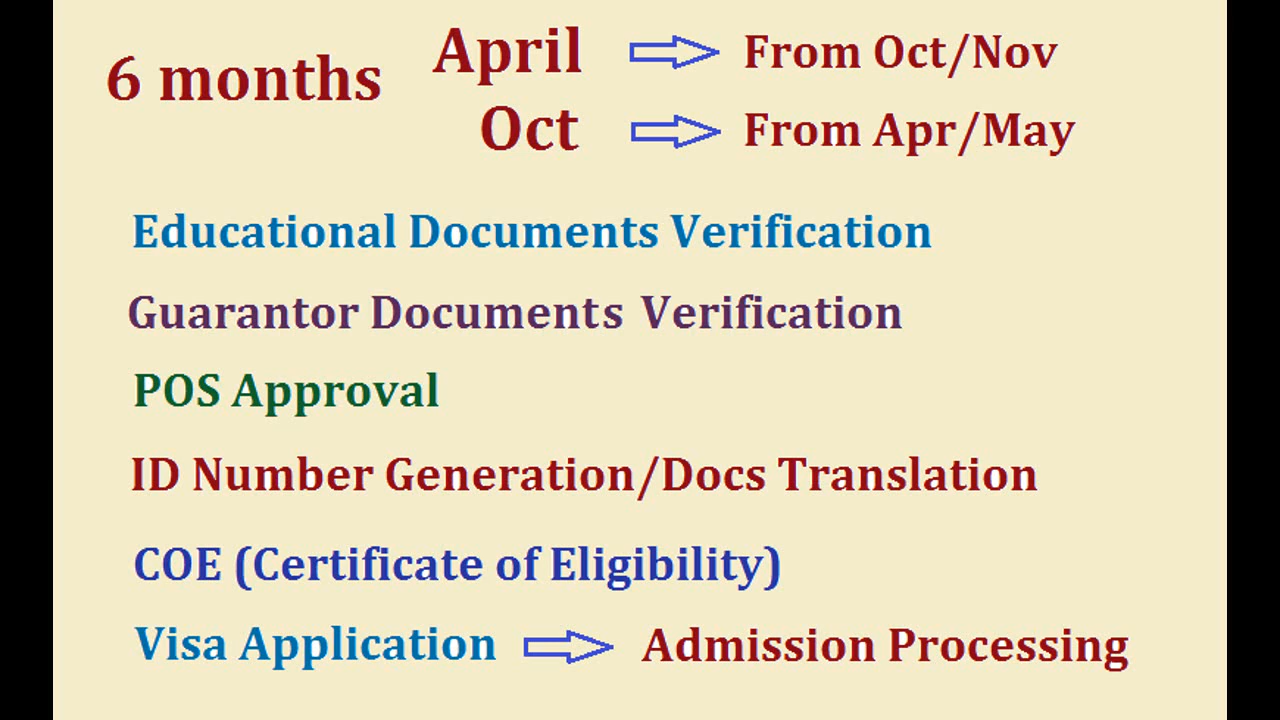 6 months
April From Oct/Nov
Oct From Apr/May
Educational Documents Verification
Guarantor Documents Verification
POS Approval
ID Number Generation/Docs Translation
COE (Certificate of Eligibility)
Visa Application Admission Processing